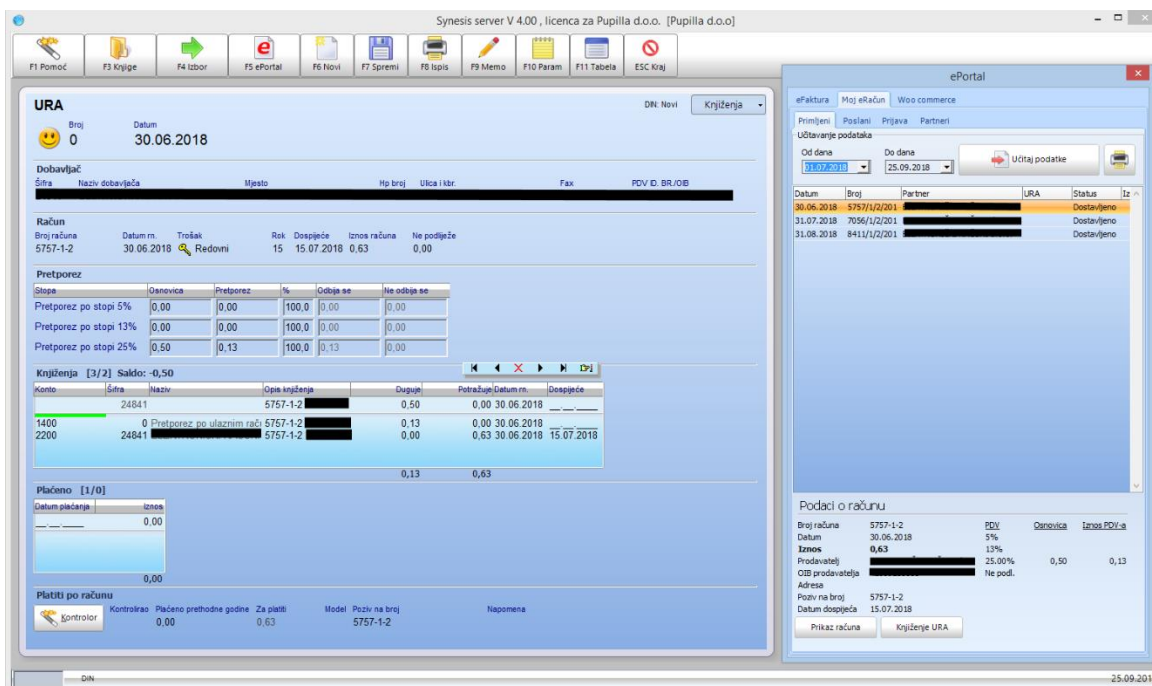 Synesis server V 4.00 , licenca za Pupilla d.o.o. [Pupilla d.o.o]
F1 Pomoć F3 Knjige F4 Izbor F5 ePortal F6 Novi F7 Spremi F8 Ispis F9 Memo F10 Param F11 Tabela ESC Kraj
URA DIN: Novi Knjiženja
Broj Datum
0 30.06.2018
Dobavljač
Šifra Naziv dobavljača Mjesto Hp broj Ulica i kbr. Fax PDV ID. BR./OIB
Račun
Broj računa Datum rn. Trošak Rok Dospijeće Iznos računa Ne podliježe
5757-1-2 30.06.2018 Redovni 15 15.07.2018 0,63 0,00
Pretporez
Stopa Osnovica Pretporez % Odbija se Ne odbija se
Pretporez po stopi 5% 0,00 0,00 100,0 0,00 0,00
Pretporez po stopi 13% 0,00 0,00 100,0 0,00 0,00
Pretporez po stopi 25% 0,50 0,13 100,0 0,13 0,00
Knjiženja [3/2] Saldo: -0,50
Konto Šifra Naziv Opis knjiženja Duguje Potražuje Datum rn. Dospijeće
24841 5757-1-2 0,50 0,00 30.06.2018 __.__.____
1400 0 Pretporez po ulaznim rači 5757-1-2 0,13 0,00 30.06.2018 __.__.____
2200 24841 5757-1-2 0,00 0,63 30.06.2018 15.07.2018
0,13 0,63
Plaćeno [1/0]
Datum plaćanja Iznos
__.__.____ 0,00
0,00
Platiti po računu
Kontrolor Kontrolirao Plaćeno prethodne godine Za platiti Model Poziv na broj Napomena
0,00 0,63 5757-1-2
ePortal
eFaktura Moj eRačun Woo commerce
Primljeni Poslani Prijava Partneri
Učitavanje podataka
Od dana Do dana
01.07.2018 25.09.2018 Učitaj podatke
Datum Broj Partner URA Status Iz
30.06.2018 5757/1/2/201 Dostavljeno
31.07.2018 7056/1/2/201 Dostavljeno
31.08.2018 8411/1/2/201 Dostavljeno
Podaci o računu
Broj računa 5757-1-2 PDV Osnovica Iznos PDV-a
Datum 30.06.2018 5%
Iznos 0,63 13%
Prodavatelj 25.00% 0,50 0,13
OIB prodavatelja Ne podl.
Adresa
Poziv na broj 5757-1-2
Datum dospijeća 15.07.2018
Prikaz računa Knjiženje URA
DIN 25.09.201